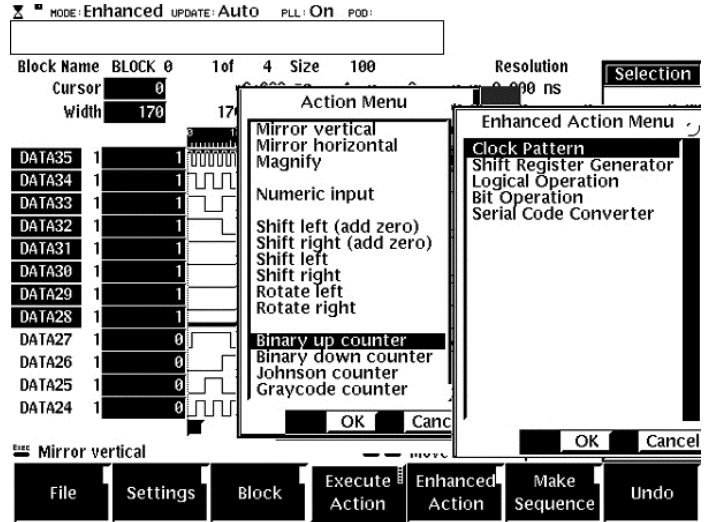 MODE: Enhanced UPDATE: Auto PLL: On POD:
Block Name BLOCK 0 1of 4 Size 100 Resolution
Cursor 0 ns
Width 170
Selection
Action Menu
Mirror vertical
Mirror horizontal
Magnify
Numeric input
Shift left (add zero)
Shift right (add zero)
Shift left
Shift right
Rotate left
Rotate right
Binary up counter
Binary down counter
Johnson counter
Graycode counter
OK Canc
Enhanced Action Menu
Clock Pattern
Shift Register Generator
Logical Operation
Bit Operation
Serial Code Converter
OK Cancel
DATA35 1 1
DATA34 1 1
DATA33 1 1
DATA32 1 1
DATA31 1 1
DATA30 1 1
DATA29 1 1
DATA28 1 1
DATA27 1 0
DATA26 1 0
DATA25 1 0
DATA24 1 0
Exec Mirror vertical
File
Settings
Block
Execute
Action
Enhanced
Action
Make
Sequence
Undo